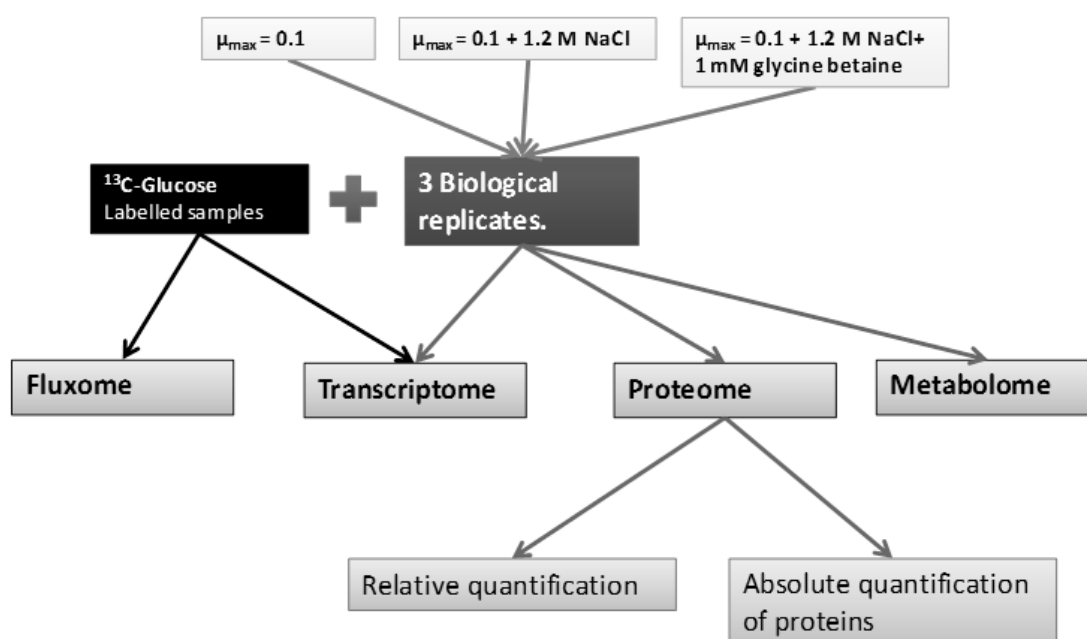 μmax = 0.1
μmax = 0.1 + 1.2 M NaCl
μmax = 0.1 + 1.2 M NaCl+
1 mM glycine betaine
¹³C-Glucose
Labelled samples
3 Biological
replicates.
Fluxome
Transcriptome
Proteome
Metabolome
Relative quantification
Absolute quantification
of proteins